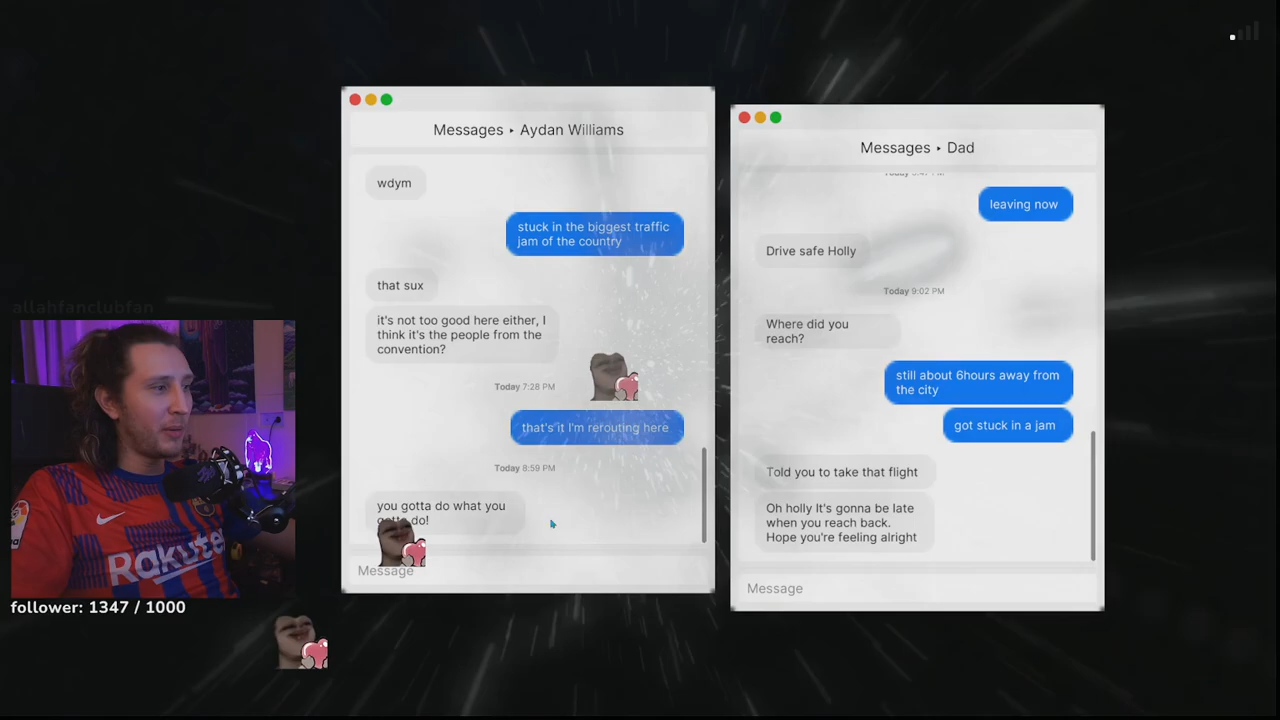 Messages ▸ Aydan Williams
wdym
stuck in the biggest traffic
jam of the country
that sux
it's not too good here either, I
think it's the people from the
convention?
Today 7:28 PM
that's it I'm rerouting here
Today 8:59 PM
you gotta do what you
do!
Message
Messages ▸ Dad
leaving now
Drive safe Holly
Today 9:02 PM
Where did you
reach?
still about 6hours away from
the city
got stuck in a jam
Told you to take that flight
Oh holly It's gonna be late
when you reach back.
Hope you're feeling alright
Message
allahfanclubfan
Rakuten
follower: 1347 / 1000